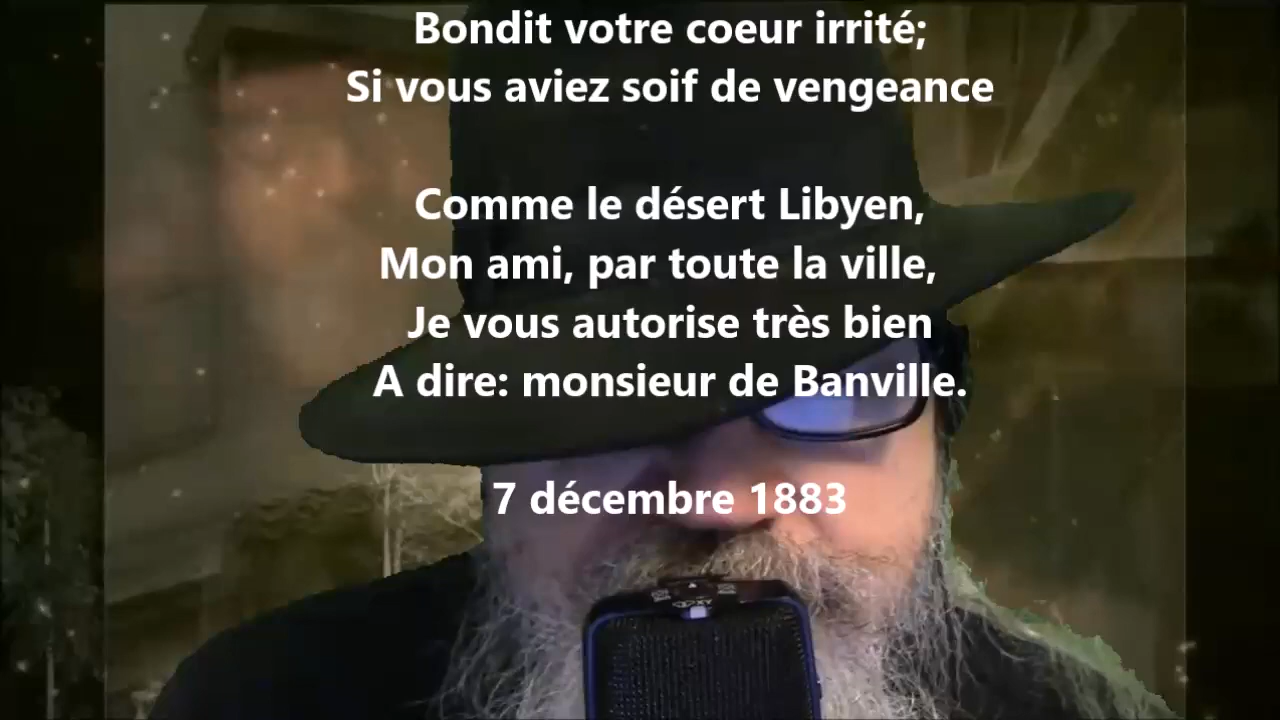 Bondit votre coeur irrité;
Si vous aviez soif de vengeance
Comme le désert Libyen,
Mon ami, par toute la ville,
Je vous autorise très bien
A dire: monsieur de Banville.
7 décembre 1883